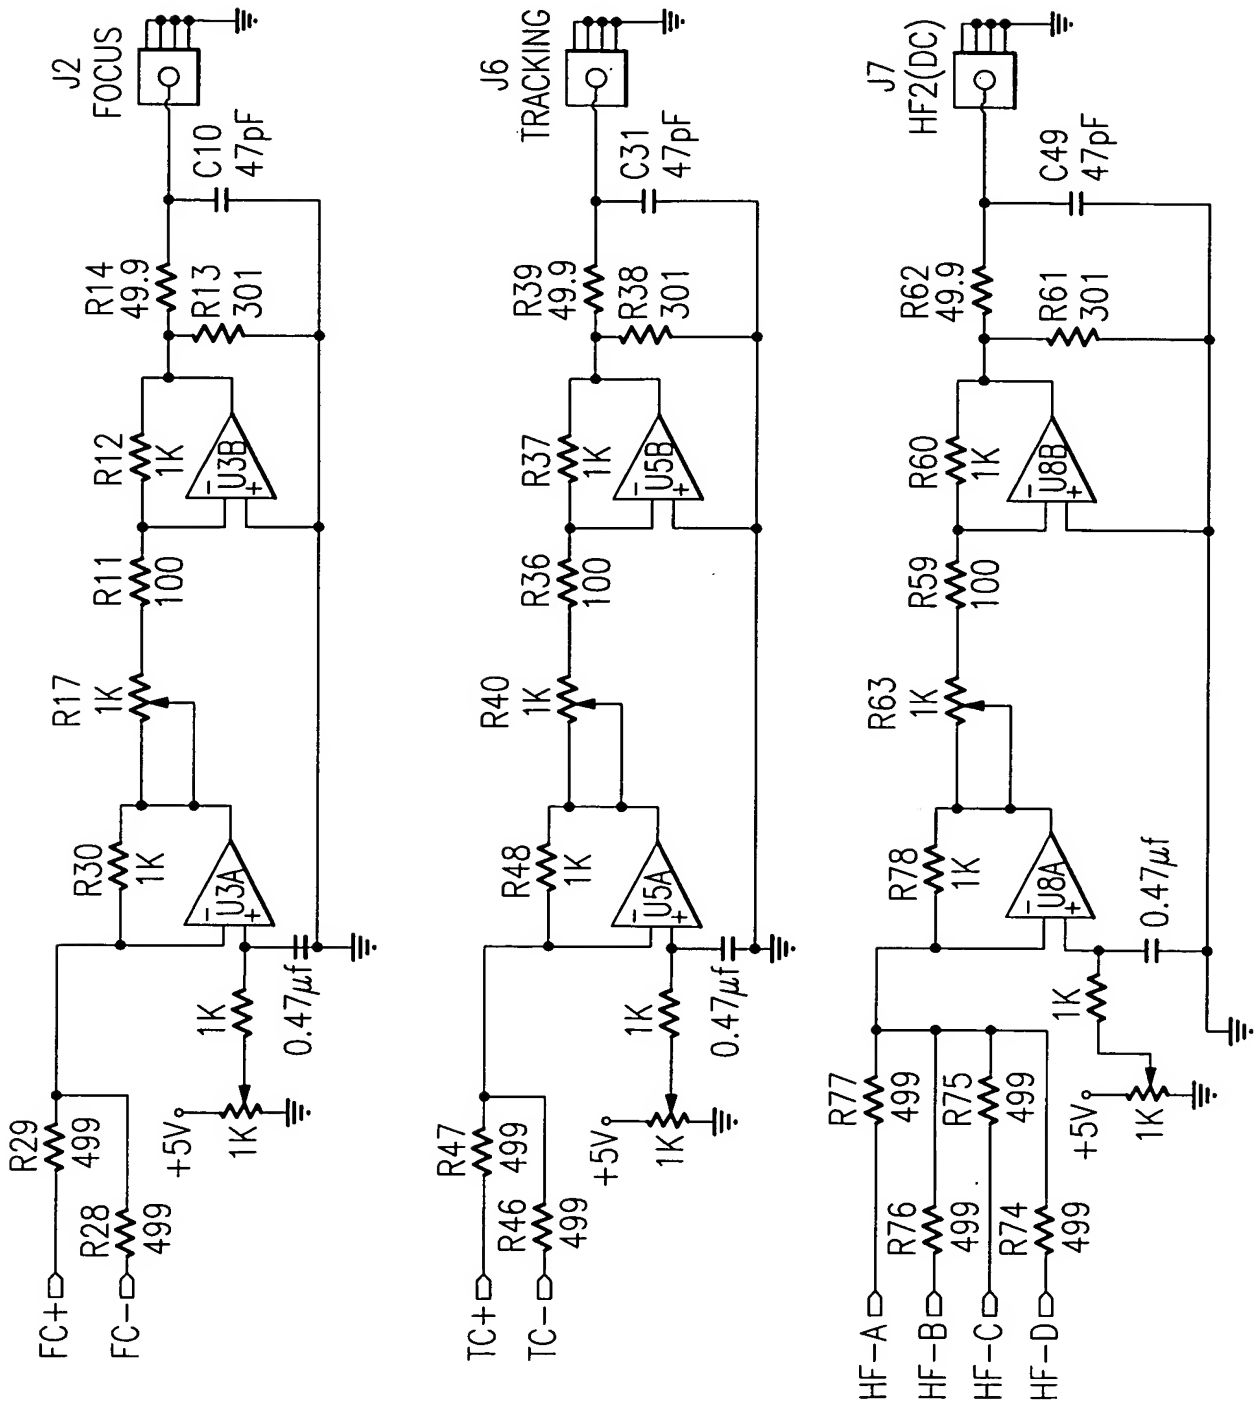 FC+
FC-
R29
499
R28
499
+5V
1K
1K
0.47µf
R30
1K
-
+
U3A
R17
1K
R11
100
R12
1K
-
+
U3B
R14
49.9
R13
301
C10
47pF
J2
FOCUS
TC+
TC-
R47
499
R46
499
+5V
1K
1K
0.47µf
R48
1K
-
+
U5A
R40
1K
R36
100
R37
1K
-
+
U5B
R39
49.9
R38
301
C31
47pF
J6
TRACKING
HF-A
HF-B
HF-C
HF-D
R77
499
R76
499
R75
499
R74
499
+5V
1K
1K
0.47µf
R78
1K
-
+
U8A
R63
1K
R59
100
R60
1K
-
+
U8B
R62
49.9
R61
301
C49
47pF
J7
HF2(DC)